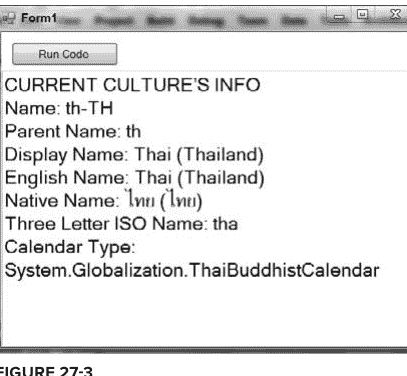 Form1
Run Code
CURRENT CULTURE'S INFO
Name: th-TH
Parent Name: th
Display Name: Thai (Thailand)
English Name: Thai (Thailand)
Native Name: ไทย (ไทย)
Three Letter ISO Name: tha
Calendar Type:
System.Globalization.ThaiBuddhistCalendar
FIGURE 27-3